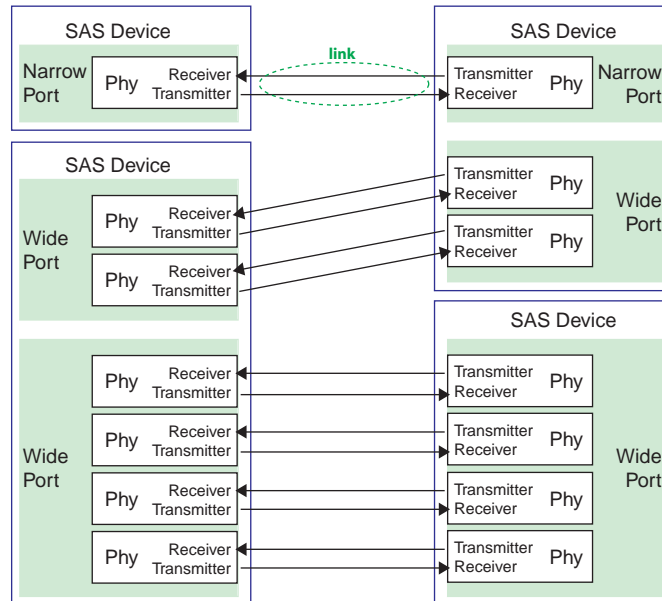 SAS Device
Narrow
Port
Phy
Receiver
Transmitter
link
SAS Device
Transmitter
Receiver
Phy
Narrow
Port
SAS Device
Wide
Port
Phy
Receiver
Transmitter
Phy
Receiver
Transmitter
Transmitter
Receiver
Phy
Transmitter
Receiver
Phy
Wide
Port
Wide
Port
Phy
Receiver
Transmitter
Phy
Receiver
Transmitter
Phy
Receiver
Transmitter
Phy
Receiver
Transmitter
SAS Device
Transmitter
Receiver
Phy
Transmitter
Receiver
Phy
Transmitter
Receiver
Phy
Transmitter
Receiver
Phy
Wide
Port